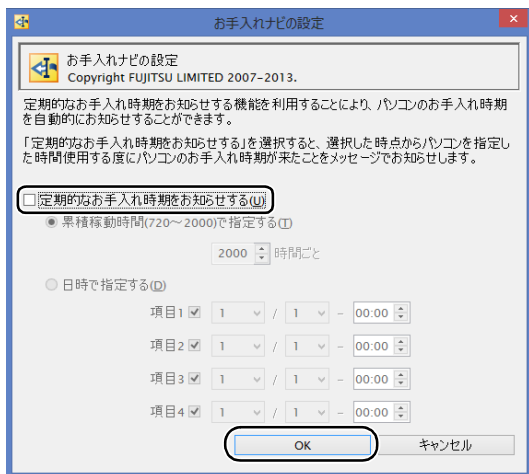 お手入れナビの設定
お手入れナビの設定
Copyright FUJITSU LIMITED 2007-2013.
定期的なお手入れ時期をお知らせする機能を利用することにより、パソコンのお手入れ時期
を自動的にお知らせすることができます。
「定期的なお手入れ時期をお知らせする」を選択すると、選択した時点からパソコンを指定し
た時間使用する度にパソコンのお手入れ時期が来たことをメッセージでお知らせします。
定期的なお手入れ時期をお知らせする(U)
累積稼動時間(720～2000)で指定する(T)
2000 時間ごと
日時で指定する(D)
項目1 1 / 1 - 00:00
項目2 1 / 1 - 00:00
項目3 1 / 1 - 00:00
項目4 1 / 1 - 00:00
OK キャンセル